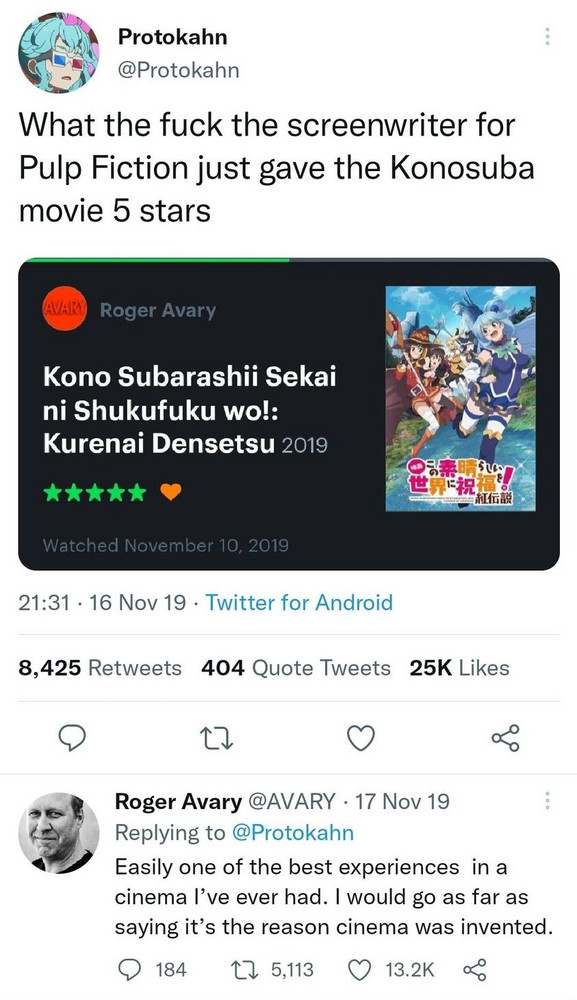 Protokahn
@Protokahn
What the fuck the screenwriter for
Pulp Fiction just gave the Konosuba
movie 5 stars
AVARY
Roger Avary
Kono Subarashii Sekai
ni Shukufuku wo!:
Kurenai Densetsu 2019
Watched November 10, 2019
映画
この素晴らしい
世界に祝福を!
紅伝説
21:31 · 16 Nov 19 · Twitter for Android
8,425 Retweets 404 Quote Tweets 25K Likes
Roger Avary @AVARY · 17 Nov 19
Replying to @Protokahn
Easily one of the best experiences in a
cinema I’ve ever had. I would go as far as
saying it’s the reason cinema was invented.
184 5,113 13.2K